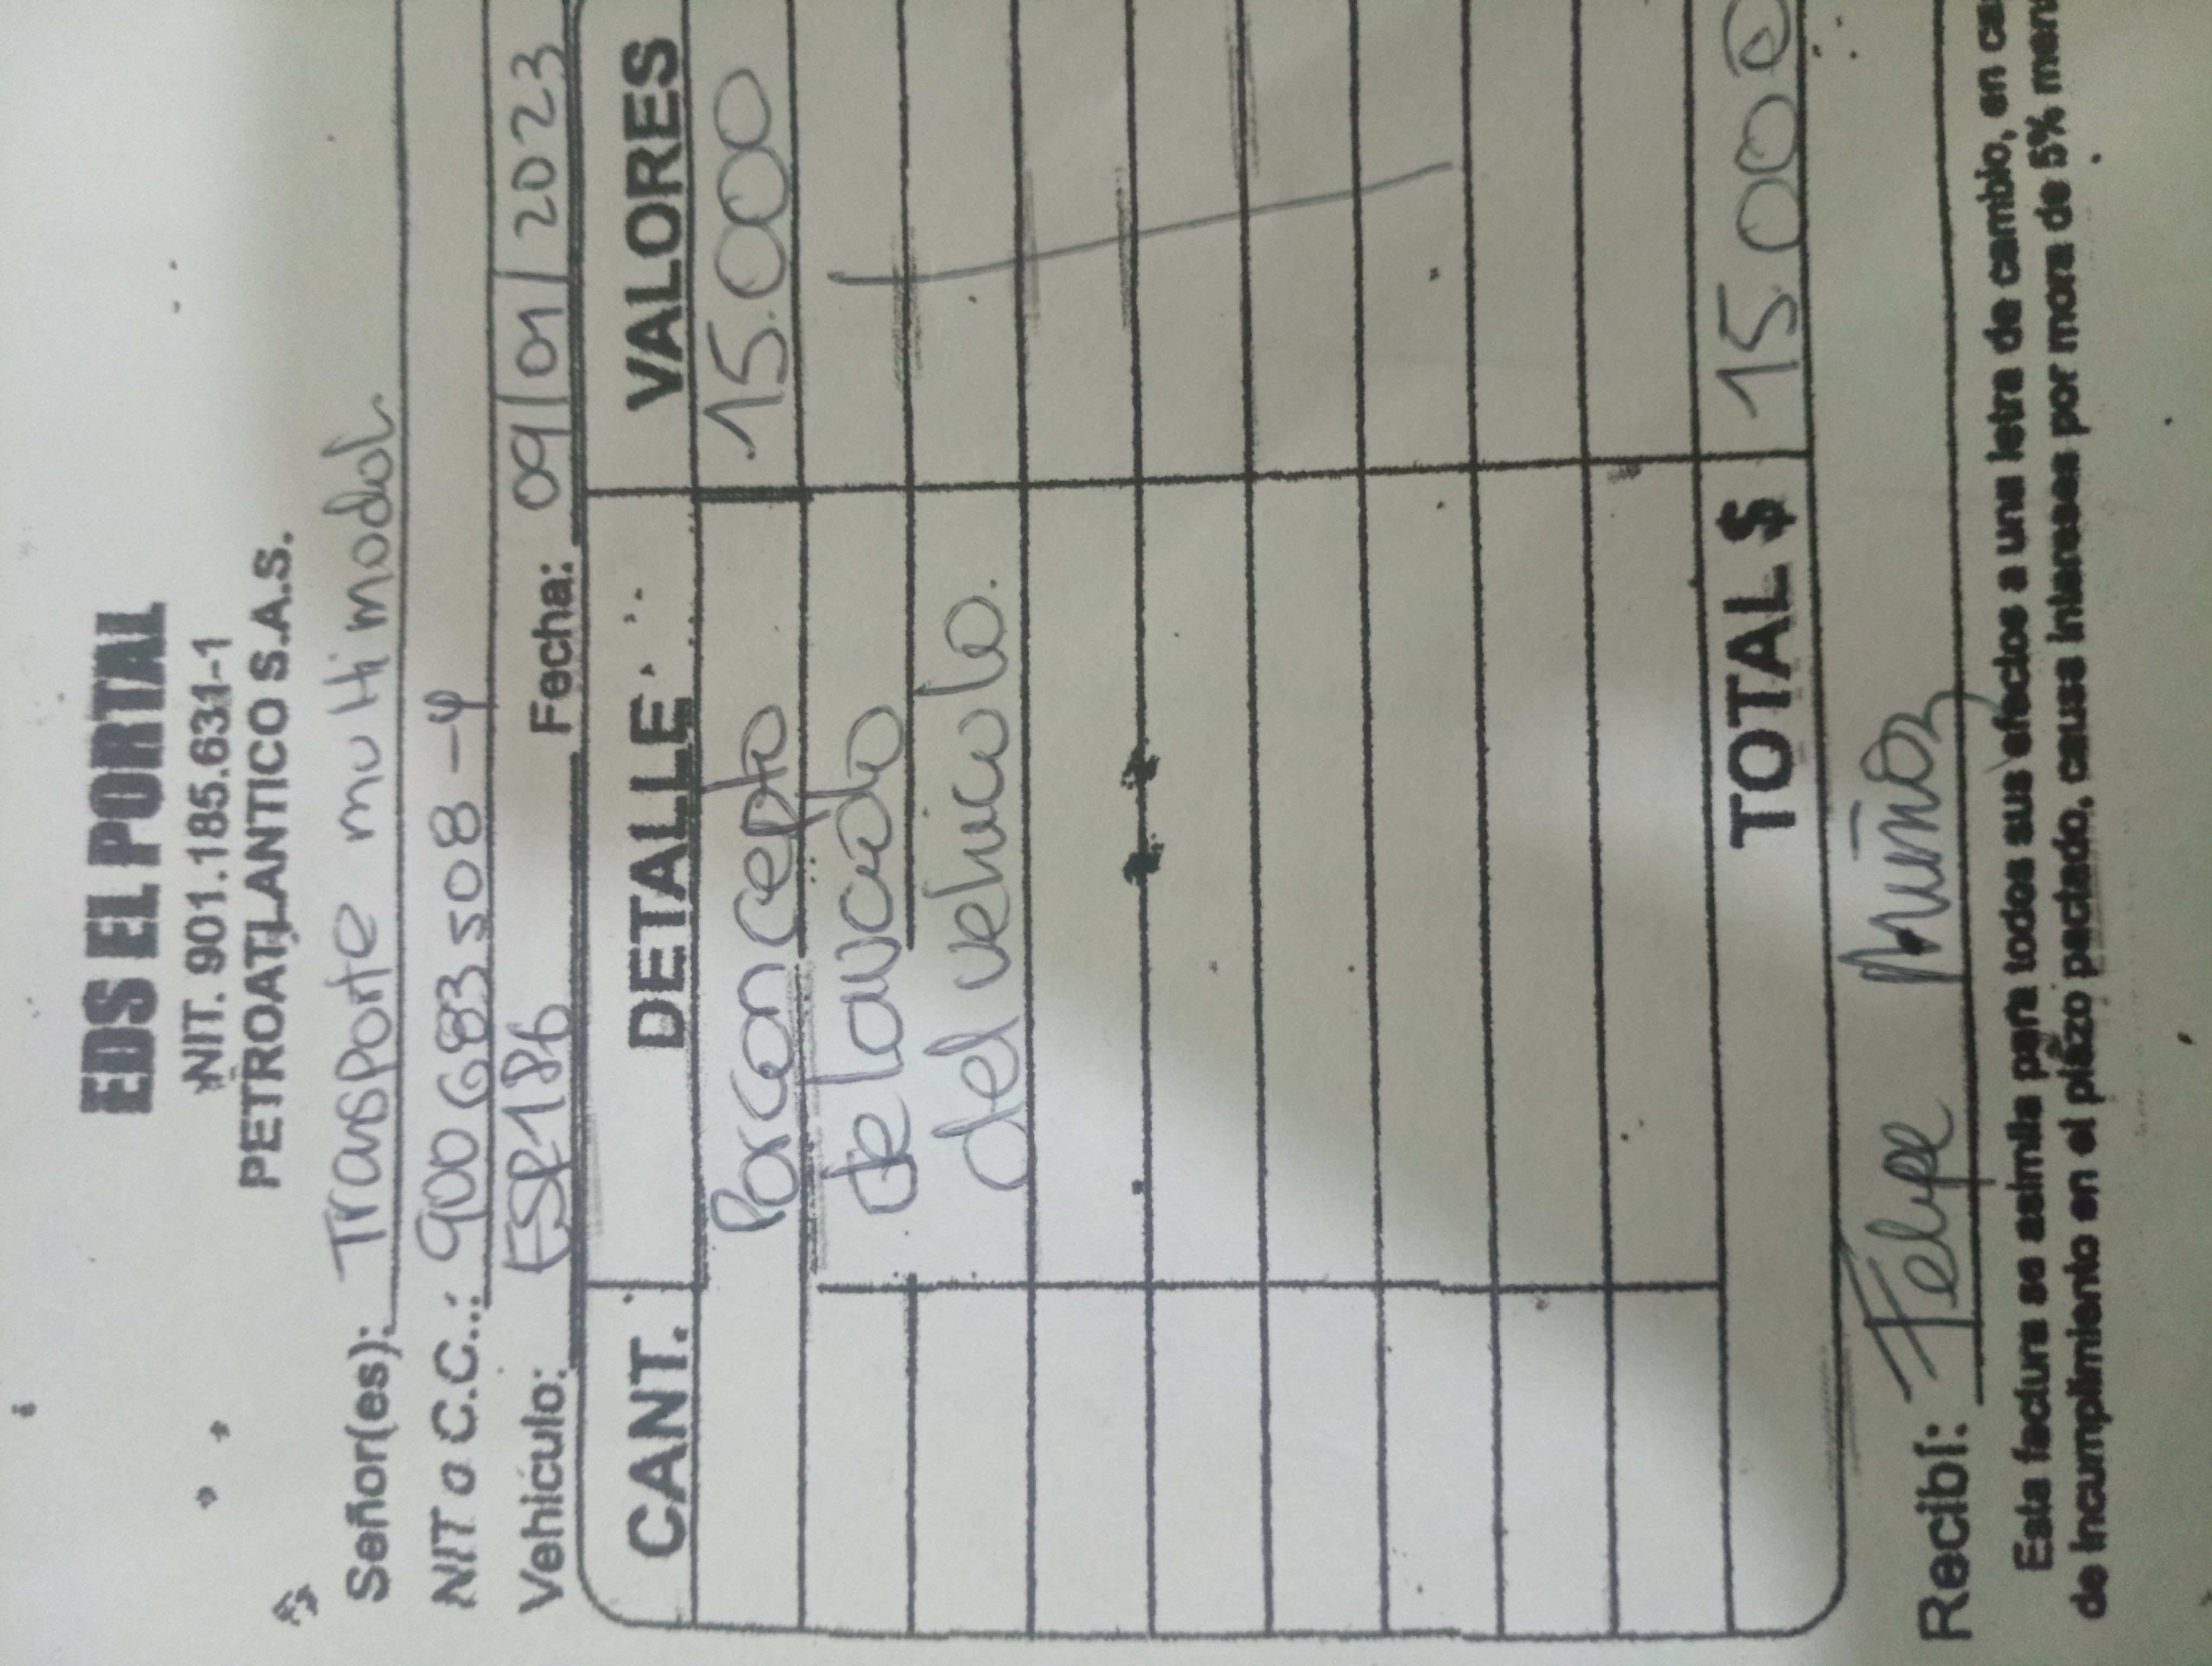 EDS EL PORTAL
NIT. 901.185.631-1
PETROATLANTICO S.A.S.
Señor(es): Transporte multimodal
NIT o C.C.: 900683508-4
Vehículo: ESR186 Fecha: 09/01/2023
CANT. DETALLE VALORES
Por concepto 15.000
de lavado
del vehiculo.
TOTAL $ 15.000
Recibí: Felipe Muñoz
Esta factura se asimila para todos sus efectos a una letra de cambio, en ca
de incumplimiento en el plazo pactado, causa intereses por mora de 5% men